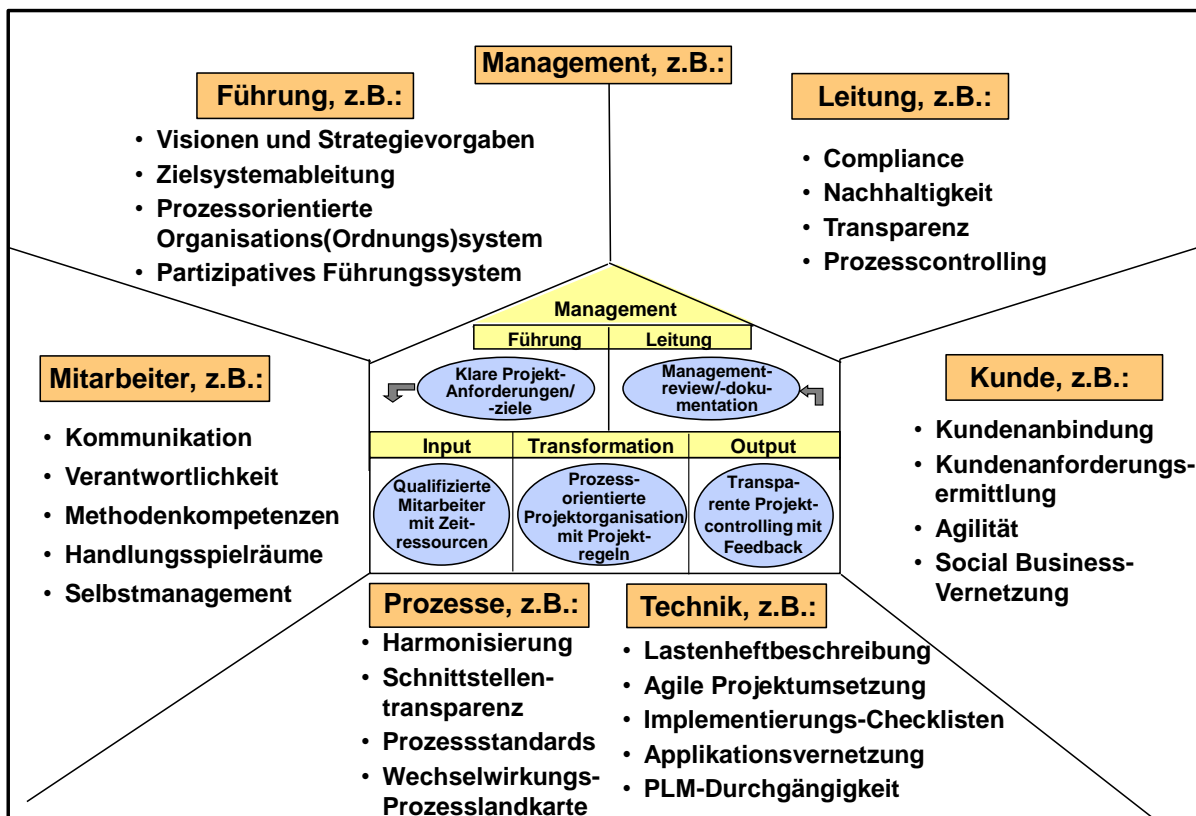 Management, z.B.:
Führung, z.B.:
• Visionen und Strategievorgaben
• Zielsystemableitung
• Prozessorientierte
Organisations(Ordnungs)system
• Partizipatives Führungssystem
Leitung, z.B.:
• Compliance
• Nachhaltigkeit
• Transparenz
• Prozesscontrolling
Mitarbeiter, z.B.:
• Kommunikation
• Verantwortlichkeit
• Methodenkompetenzen
• Handlungsspielräume
• Selbstmanagement
Management
Führung
Leitung
Klare Projekt-
Anforderungen/
-ziele
Management-
review/-doku-
mentation
Input
Transformation
Output
Qualifizierte
Mitarbeiter
mit Zeit-
ressourcen
Prozess-
orientierte
Projektorganisation
mit Projekt-
regeln
Transpa-
rente Projekt-
controlling mit
Feedback
Kunde, z.B.:
• Kundenanbindung
• Kundenanforderungs-
ermittlung
• Agilität
• Social Business-
Vernetzung
Prozesse, z.B.:
• Harmonisierung
• Schnittstellen-
transparenz
• Prozessstandards
• Wechselwirkungs-
Prozesslandkarte
Technik, z.B.:
• Lastenheftbeschreibung
• Agile Projektumsetzung
• Implementierungs-Checklisten
• Applikationsvernetzung
• PLM-Durchgängigkeit